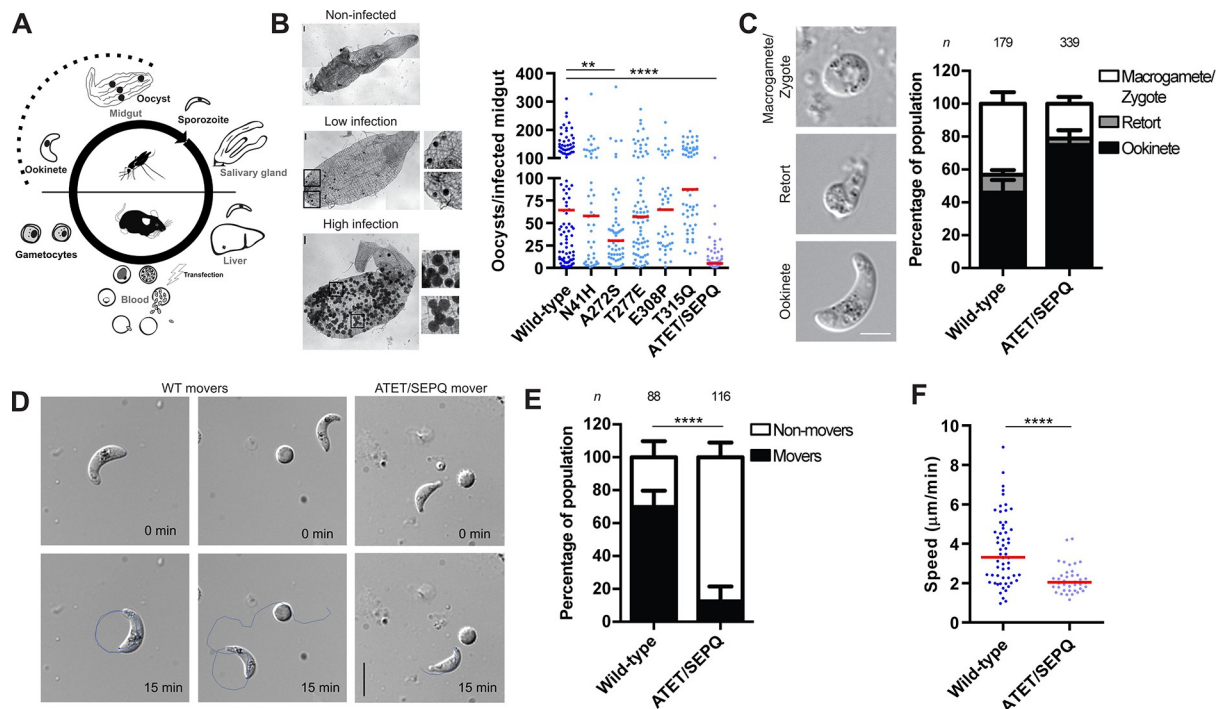 A
Oocyst
Midgut
Sporozoite
Ookinete
Salivary gland
Gametocytes
Liver
Transfection
Blood
B
Non-infected
Low infection
High infection
Oocysts/infected midgut
400
300
200
100
100
75
50
25
0
**
****
Wild-type
N41H
A272S
T277E
E308P
T315Q
ATET/SEPQ
C
Macrogamete/
Zygote
Retort
Ookinete
n
179
339
Percentage of population
120
100
80
60
40
20
0
Macrogamete/
Zygote
Retort
Ookinete
Wild-type
ATET/SEPQ
D
WT movers
ATET/SEPQ mover
0 min
0 min
0 min
15 min
15 min
15 min
E
n
88
116
****
Percentage of population
120
100
80
60
40
20
0
Non-movers
Movers
Wild-type
ATET/SEPQ
F
****
Speed (μm/min)
10
8
6
4
2
0
Wild-type
ATET/SEPQ